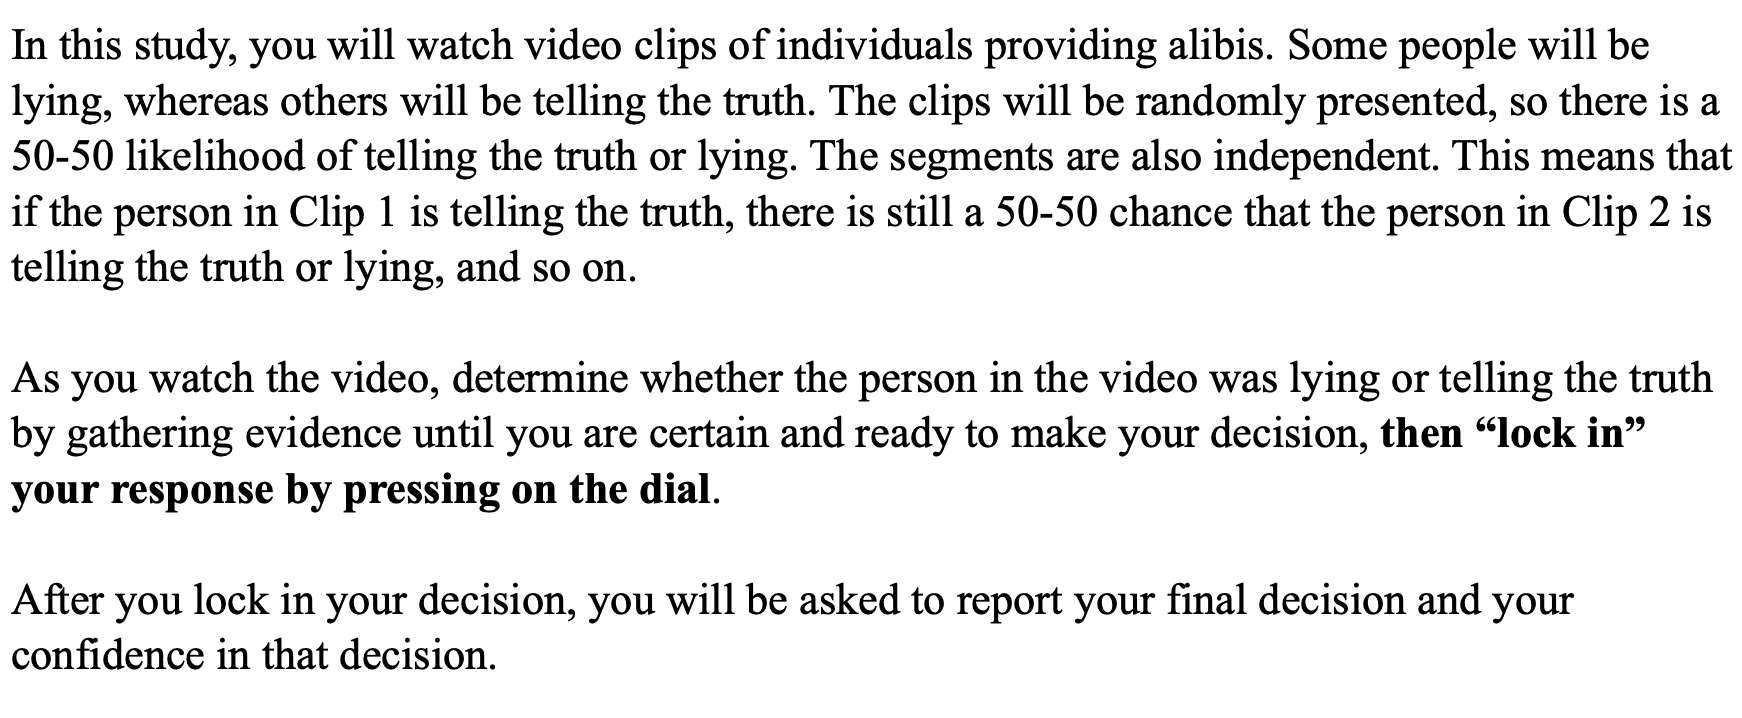 In this study, you will watch video clips of individuals providing alibis. Some people will be
lying, whereas others will be telling the truth. The clips will be randomly presented, so there is a
50-50 likelihood of telling the truth or lying. The segments are also independent. This means that
if the person in Clip 1 is telling the truth, there is still a 50-50 chance that the person in Clip 2 is
telling the truth or lying, and so on.
As you watch the video, determine whether the person in the video was lying or telling the truth
by gathering evidence until you are certain and ready to make your decision, then “lock in”
your response by pressing on the dial.
After you lock in your decision, you will be asked to report your final decision and your
confidence in that decision.